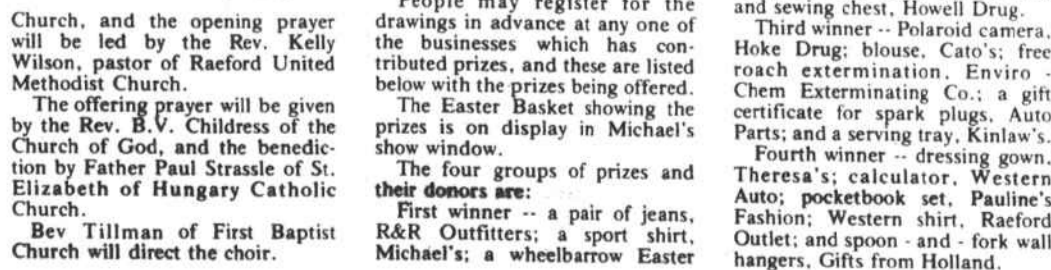 Church, and the opening prayer
will be led by the Rev. Kelly
Wilson, pastor of Raeford United
Methodist Church.
The offering prayer will be given
by the Rev. B.V. Childress of the
Church of God, and the benedic-
tion by Father Paul Strassle of St.
Elizabeth of Hungary Catholic
Church.
Bev Tillman of First Baptist
Church will direct the choir.
People may register for the
drawings in advance at any one of
the businesses which has con-
tributed prizes, and these are listed
below with the prizes being offered.
The Easter Basket showing the
prizes is on display in Michael's
show window.
The four groups of prizes and
their donors are:
First winner -- a pair of jeans,
R&R Outfitters; a sport shirt,
Michael's; a wheelbarrow Easter
and sewing chest, Howell Drug.
Third winner -- Polaroid camera,
Hoke Drug; blouse, Cato's; free
roach extermination, Enviro -
Chem Exterminating Co.; a gift
certificate for spark plugs, Auto
Parts; and a serving tray, Kinlaw's.
Fourth winner -- dressing gown,
Theresa's; calculator, Western
Auto; pocketbook set, Pauline's
Fashion; Western shirt, Raeford
Outlet; and spoon - and - fork wall
hangers, Gifts from Holland.